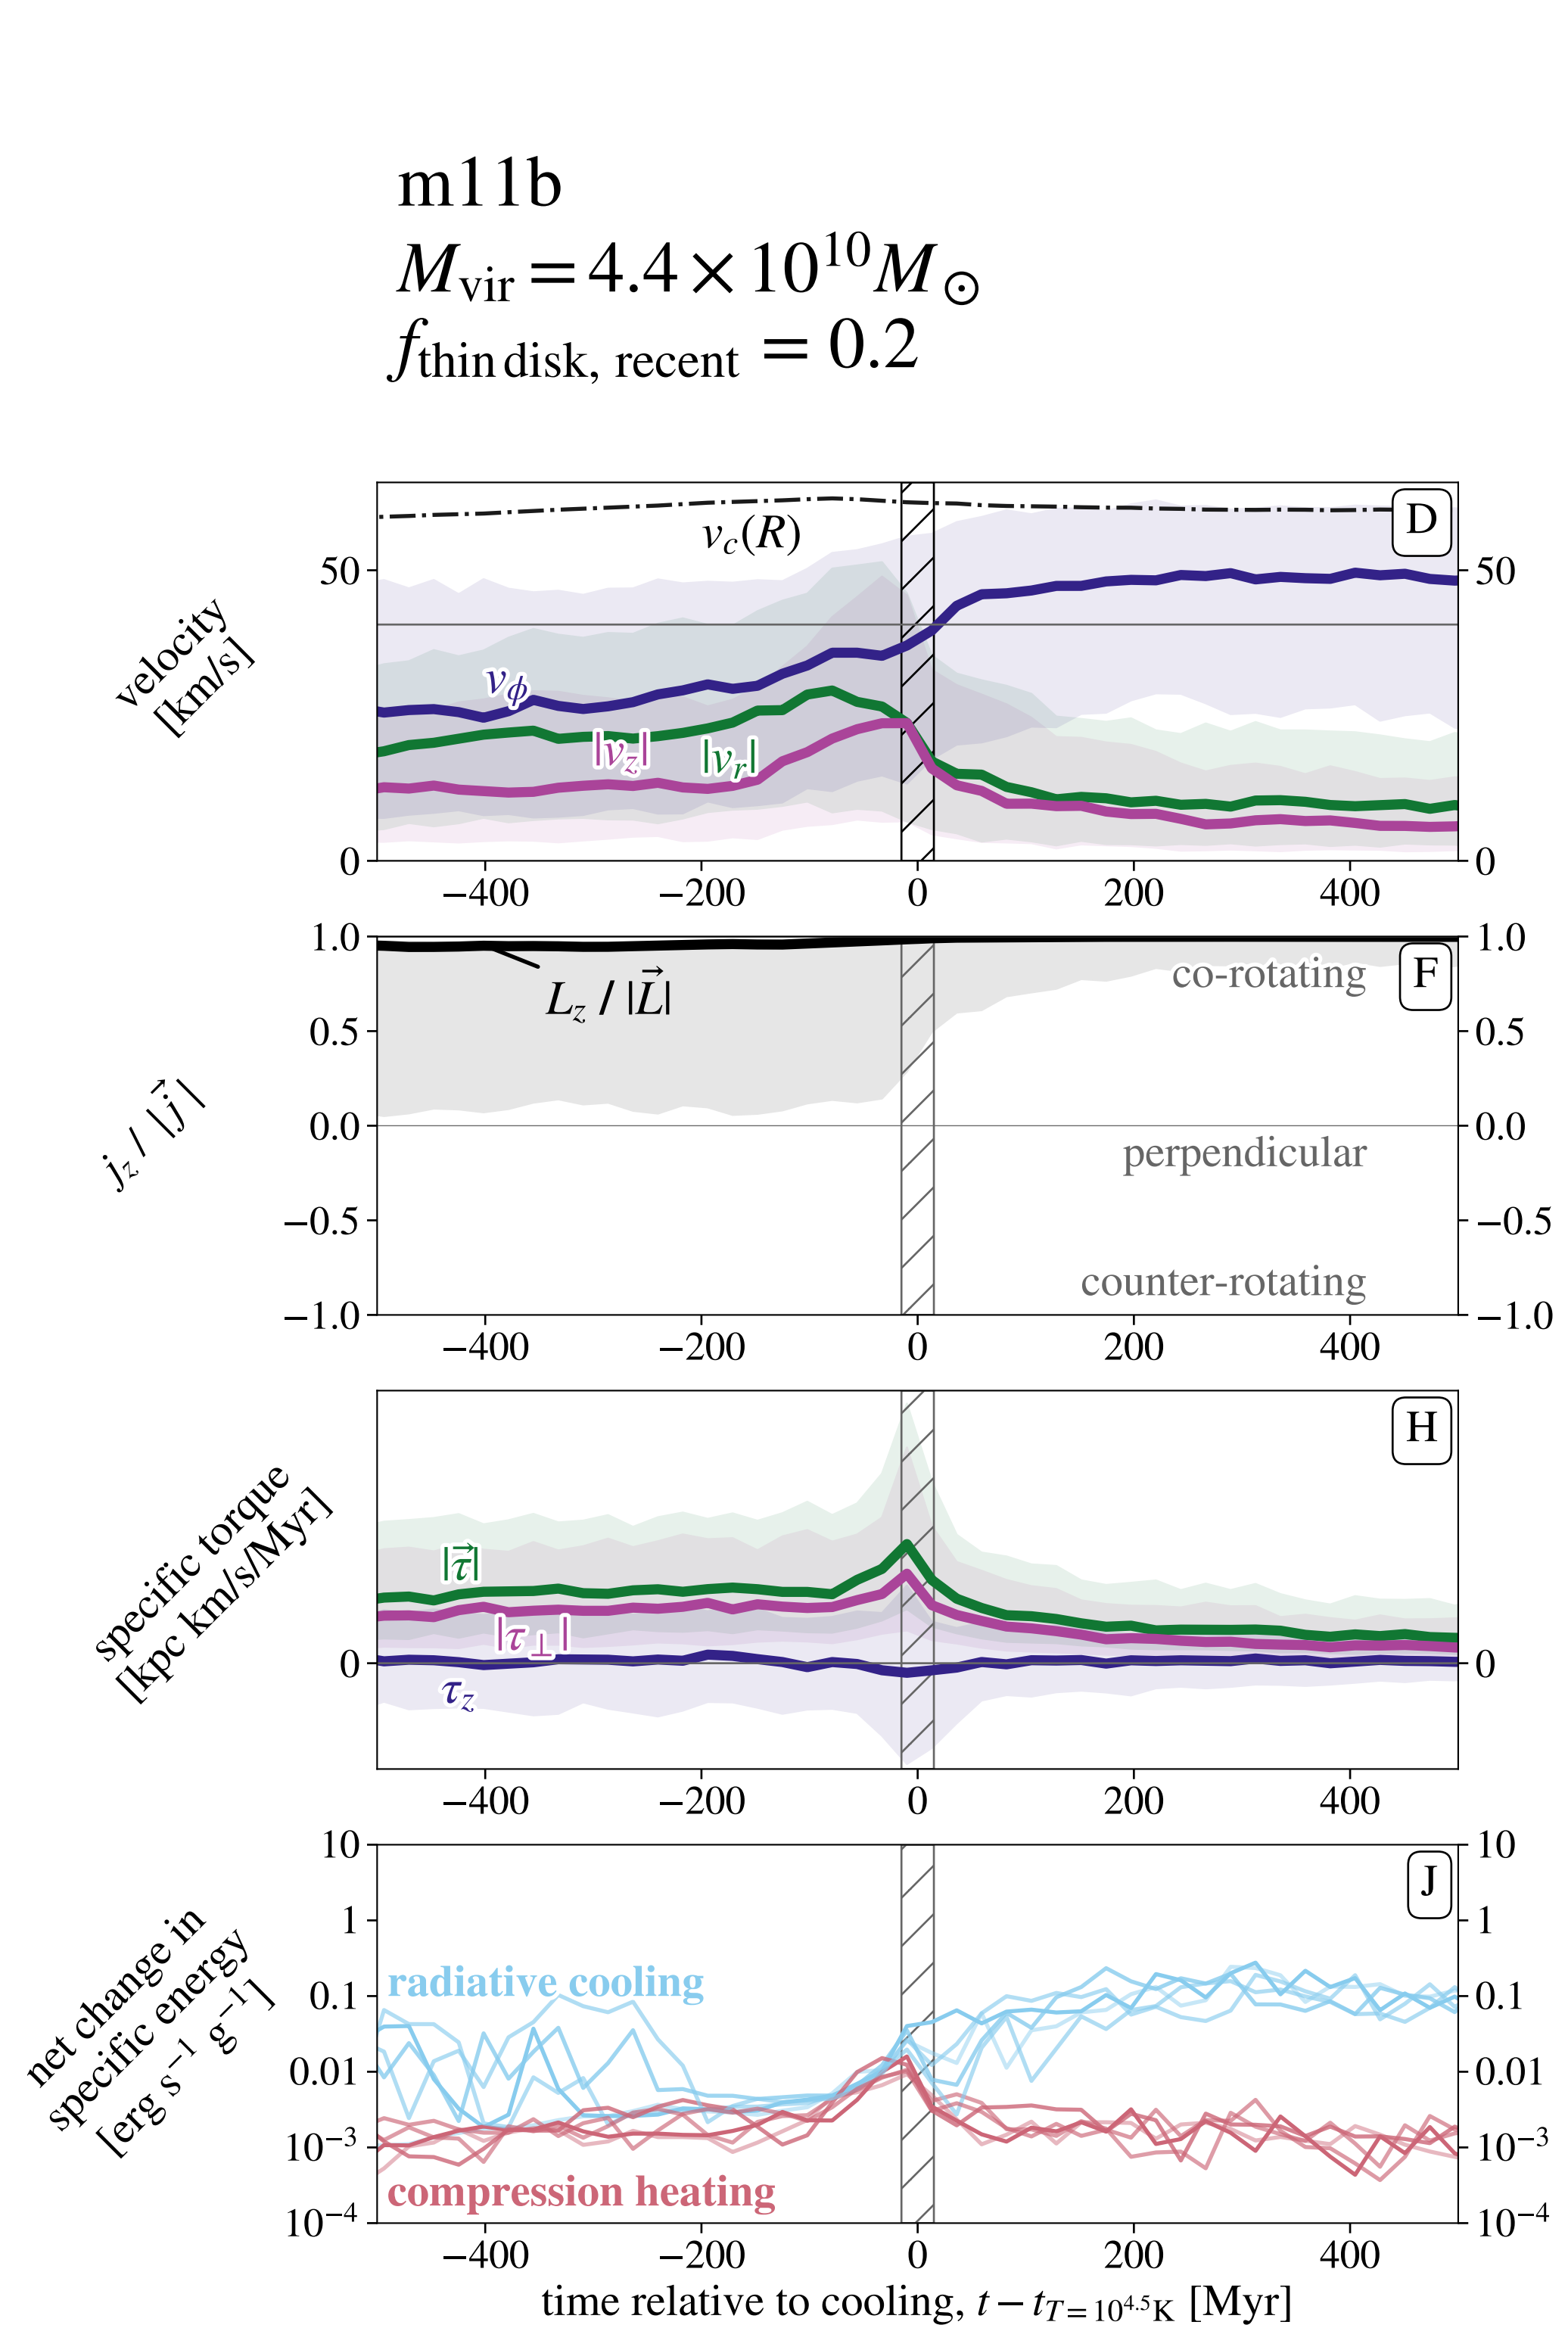 m11b
M_vir = 4.4 × 10^10 M_⊙
f_thin disk, recent = 0.2
velocity
[km/s]
50
0
50
0
v_c(R)
v_ϕ
|v_z|
|v_r|
D
−400
−200
0
200
400
j_z / |j⃗|
1.0
0.5
0.0
−0.5
−1.0
1.0
0.5
0.0
−0.5
−1.0
L_z / |L⃗|
co-rotating
perpendicular
counter-rotating
F
−400
−200
0
200
400
specific torque
[kpc km/s/Myr]
0
0
|τ⃗|
|τ_⊥|
τ_z
H
−400
−200
0
200
400
net change in
specific energy
[erg s^−1 g^−1]
10
1
0.1
0.01
10^−3
10^−4
10
1
0.1
0.01
10^−3
10^−4
radiative cooling
compression heating
J
−400
−200
0
200
400
time relative to cooling, t − t_T = 10^4.5 K [Myr]